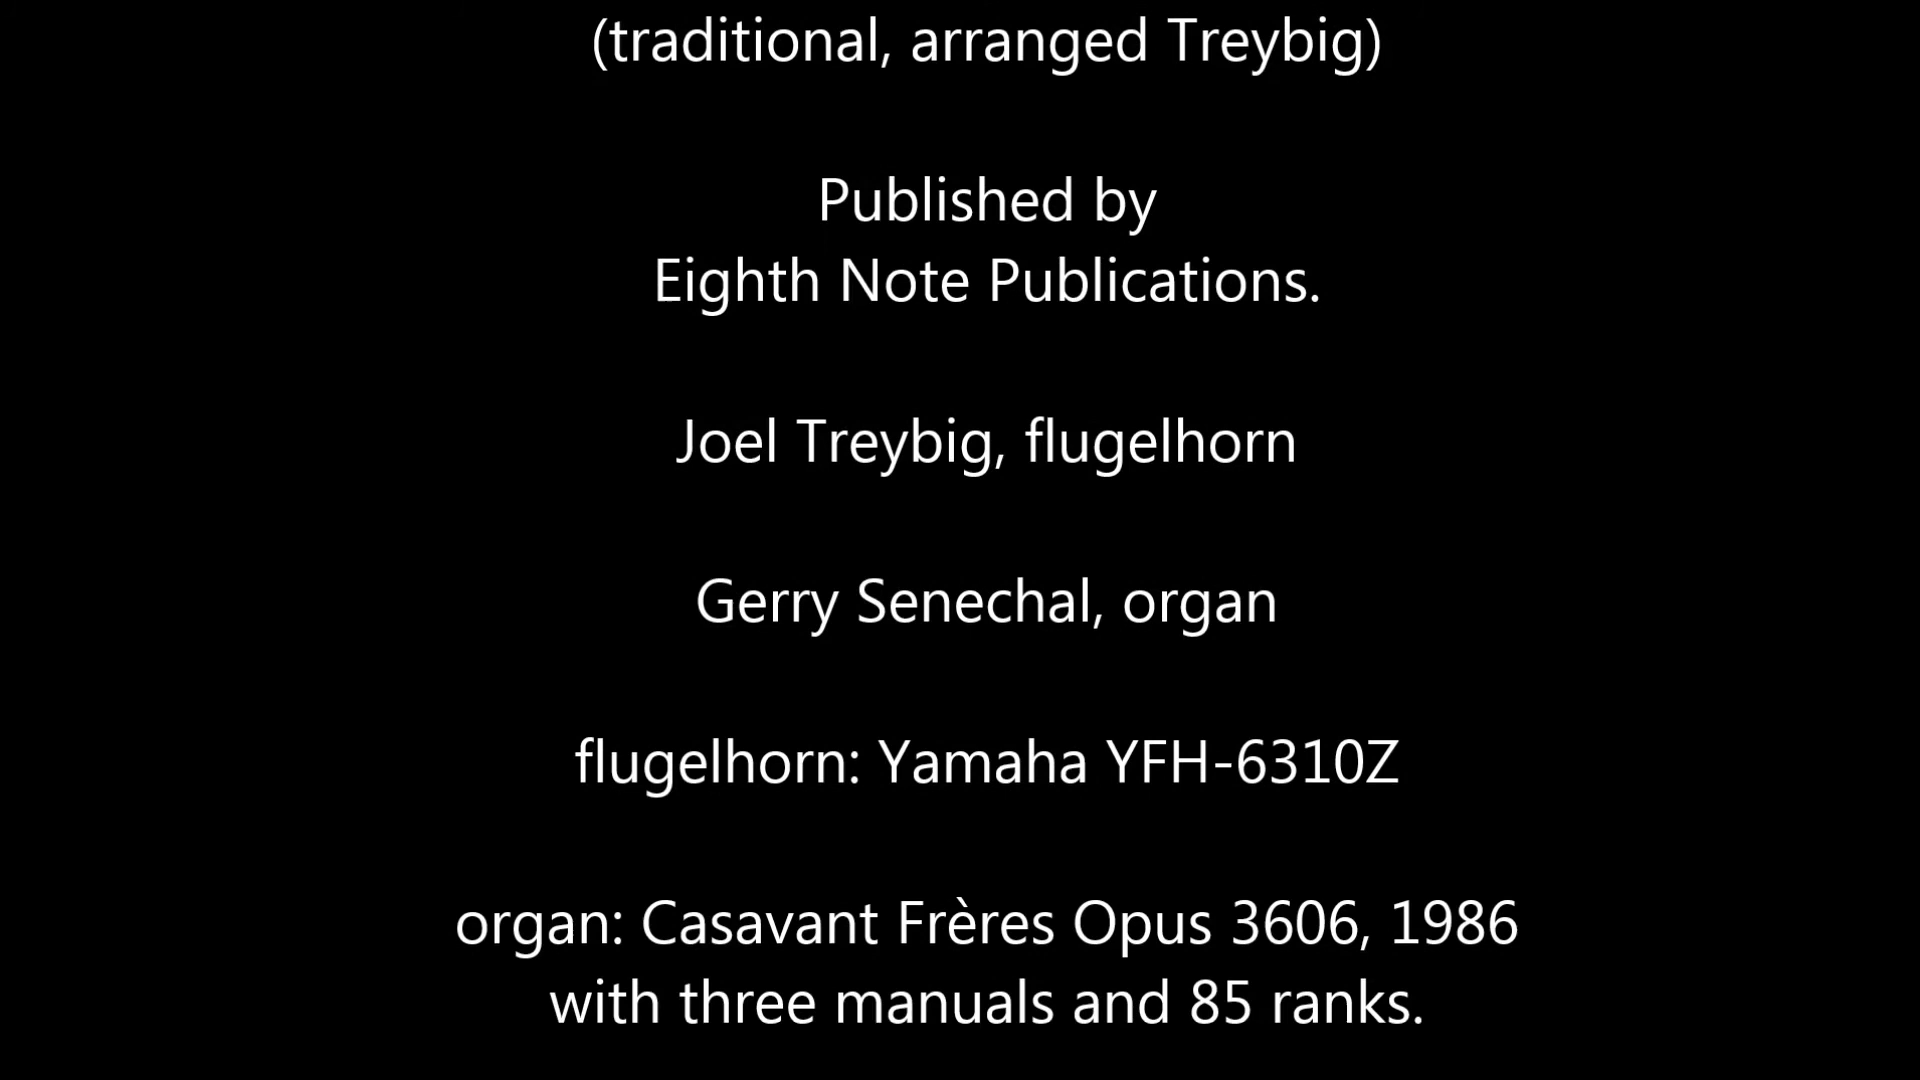 (traditional, arranged Treybig)
Published by
Eighth Note Publications.
Joel Treybig, flugelhorn
Gerry Senechal, organ
flugelhorn: Yamaha YFH-6310Z
organ: Casavant Frères Opus 3606, 1986
with three manuals and 85 ranks.